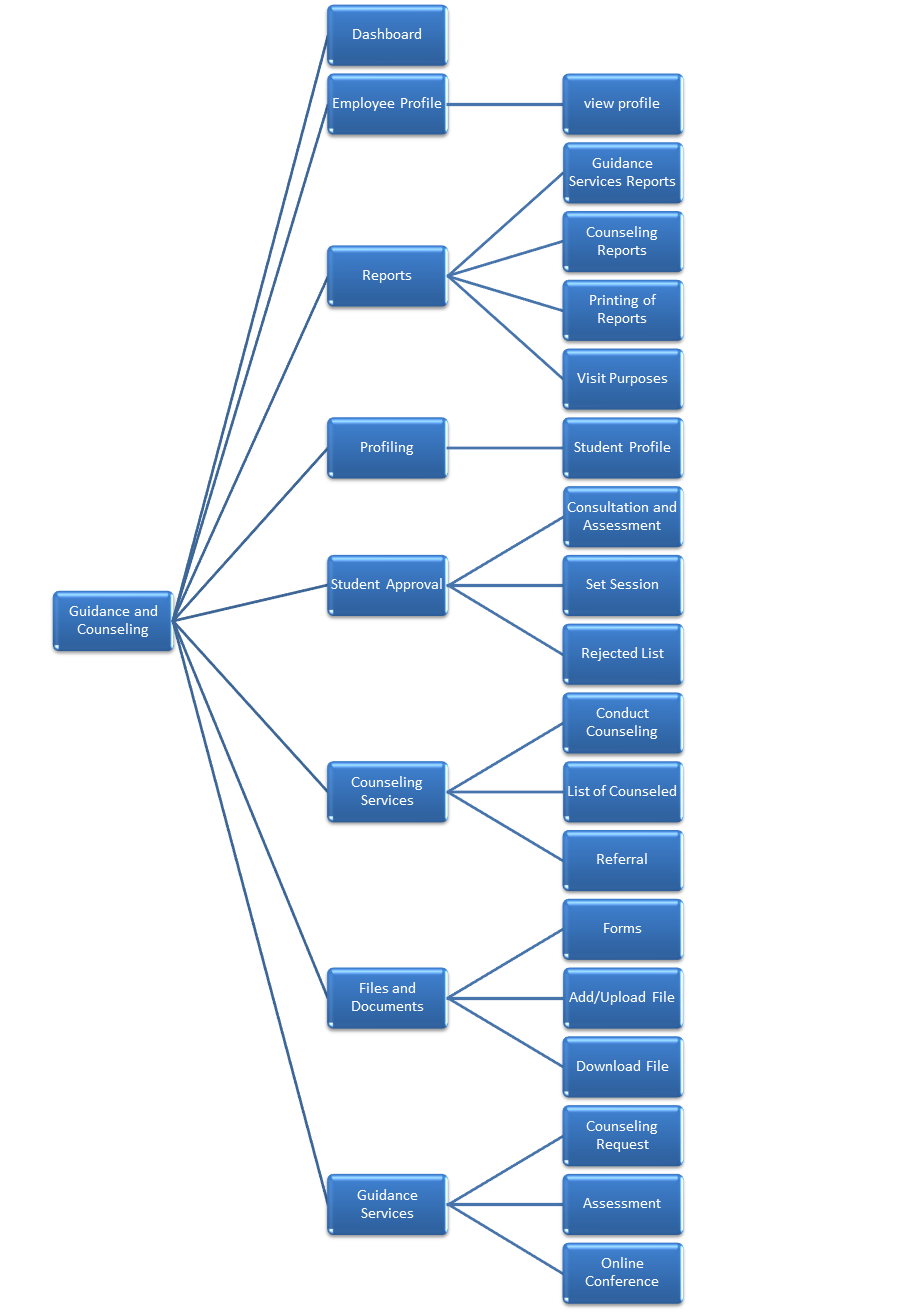 Dashboard
Employee Profile
view profile
Guidance
Services Reports
Counseling
Reports
Reports
Printing of
Reports
Visit Purposes
Profiling
Student Profile
Consultation and
Assessment
Student Approval
Set Session
Rejected List
Guidance and
Counseling
Conduct
Counseling
Counseling
Services
List of Counseled
Referral
Forms
Files and
Documents
Add/Upload File
Download File
Counseling
Request
Guidance
Services
Assessment
Online
Conference